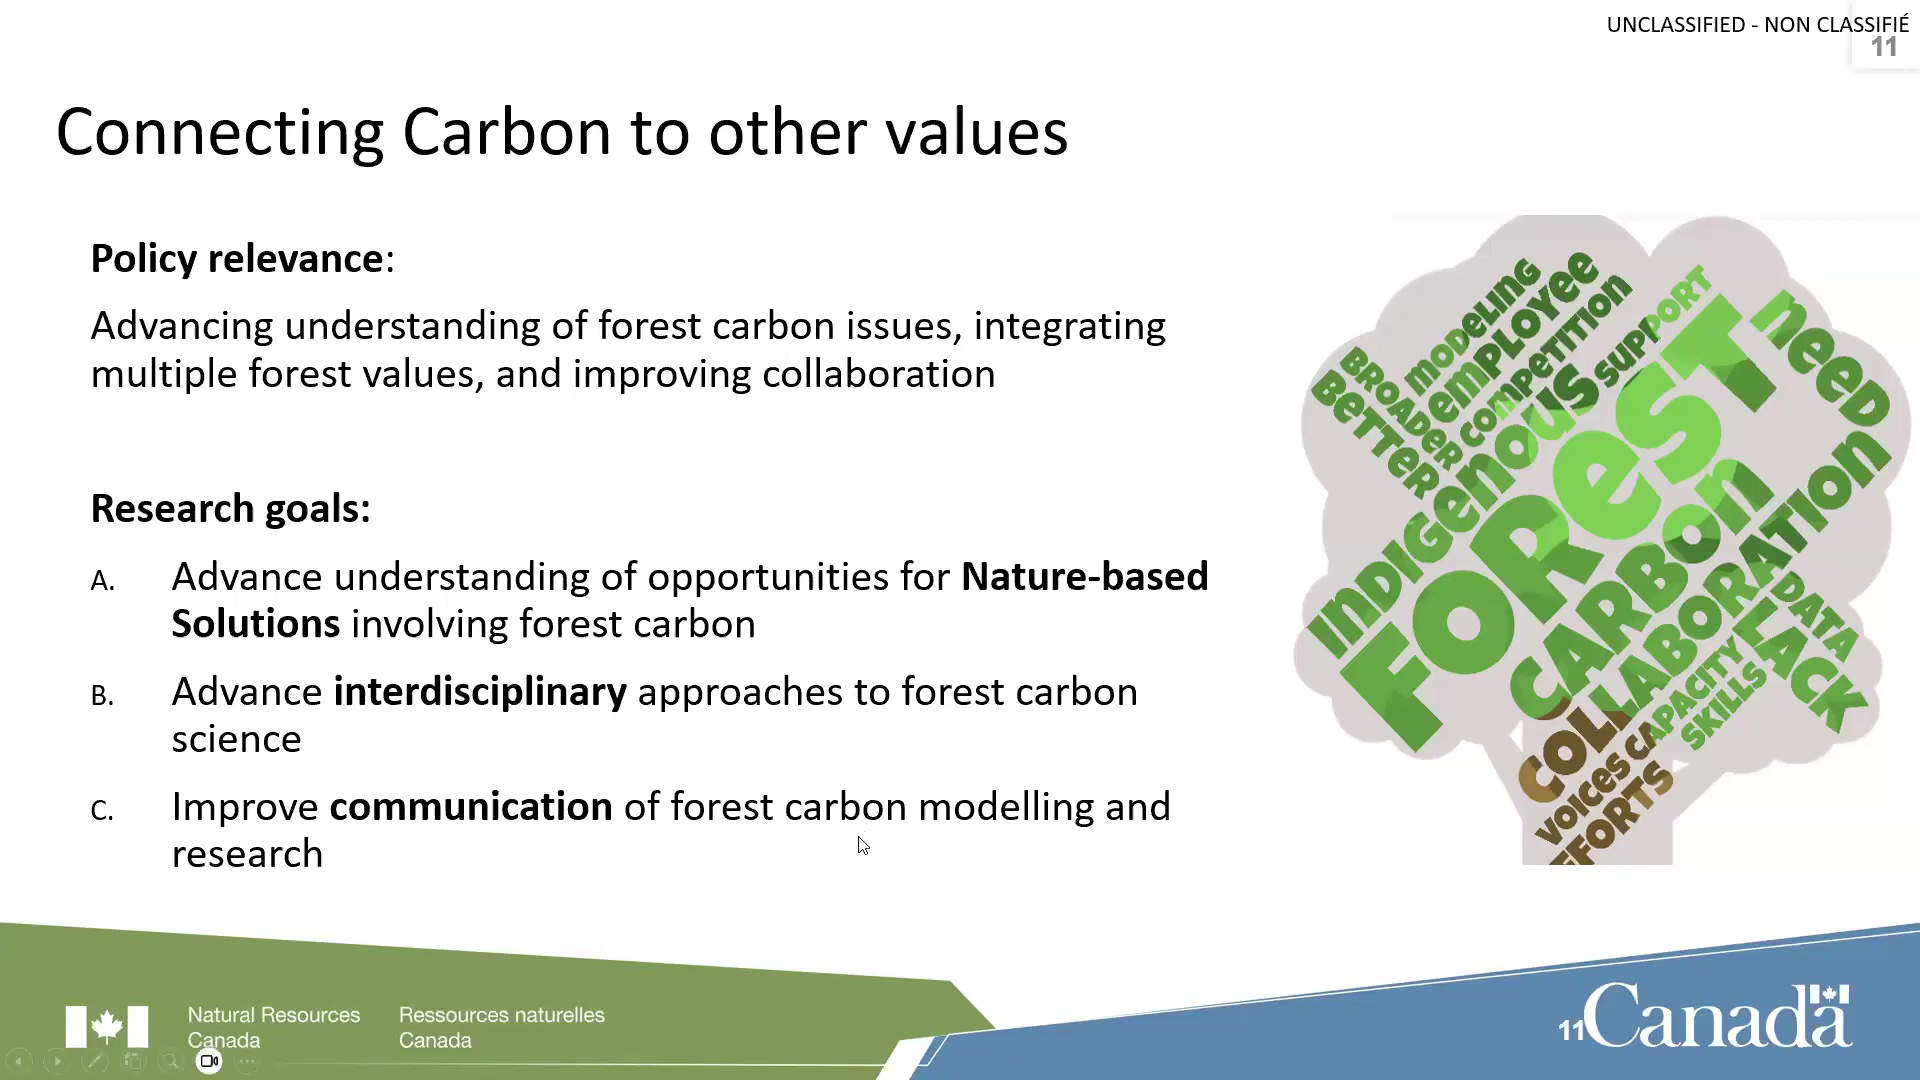 UNCLASSIFIED - NON CLASSIFIÉ
11
Connecting Carbon to other values
Policy relevance:
Advancing understanding of forest carbon issues, integrating
multiple forest values, and improving collaboration
Research goals:
A. Advance understanding of opportunities for Nature-based
Solutions involving forest carbon
B. Advance interdisciplinary approaches to forest carbon
science
C. Improve communication of forest carbon modelling and
research
MODELING
EMPLOYEE
COMPETITION
SUPPORT
NEED
BROADER
BETTER
INDIGENOUS
FOREST
CARBON
COLLABORATION
DATA
LACK
CAPACITY
SKILLS
VOICES
FFORTS
Natural Resources
Canada
Ressources naturelles
Canada
11
Canada